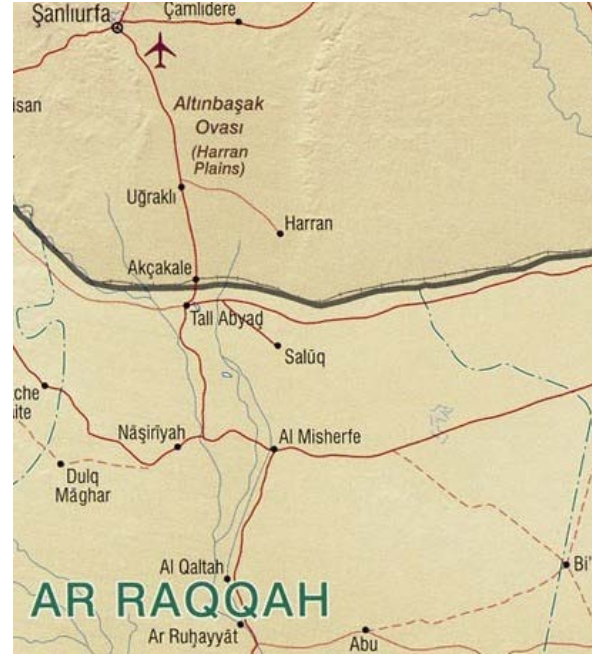 Şanlıurfa
Çamlıdere
isan
Altınbaşak
Ovası
(Harran
Plains)
Uğraklı
Harran
Akçakale
Tall Abyaḑ
Salūq
che
ite
Nāşirīyah
Al Misherfe
Dulq
Māghar
Al Qaltah
Bi'
AR RAQQAH
Ar Ruḩayyāt
Abu